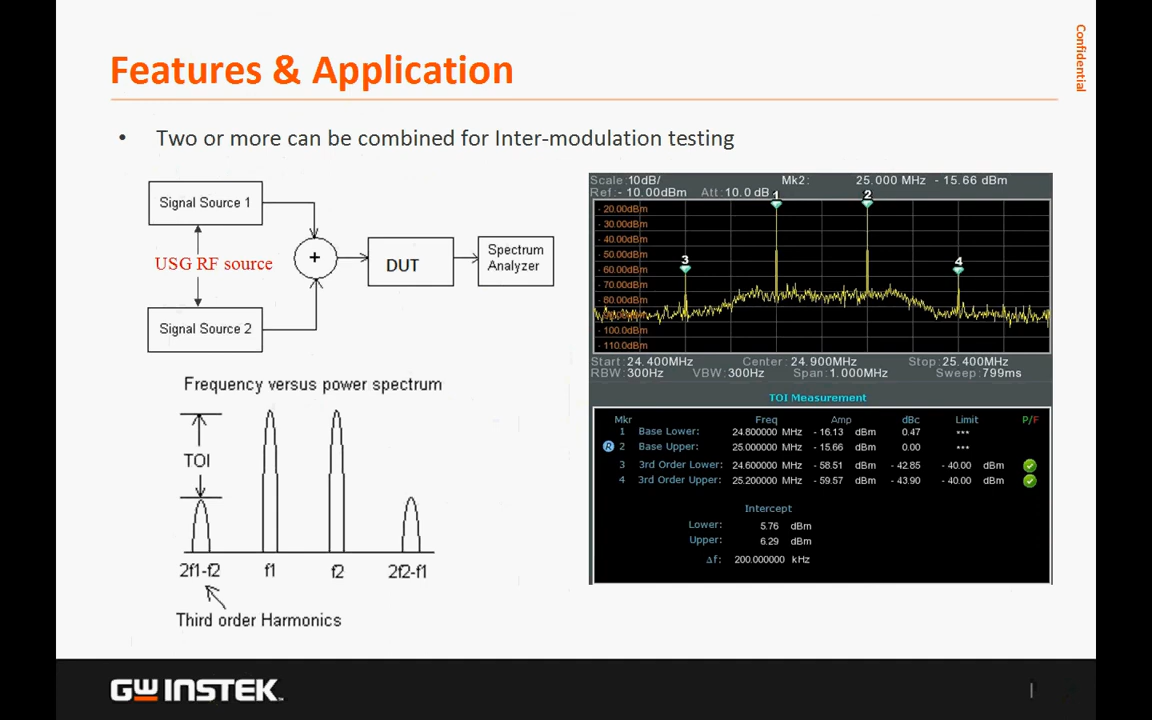 Confidential
Features & Application
• Two or more can be combined for Inter-modulation testing
Signal Source 1
USG RF source
+
DUT
Spectrum
Analyzer
Signal Source 2
Frequency versus power spectrum
TOI
2f1-f2 f1 f2 2f2-f1
Third order Harmonics
Scale:10dB/ Mk2: 25.000 MHz - 15.66 dBm
Ref:- 10.00dBm Att: 10.0 dB
1 2
- 20.00dBm
- 30.00dBm
- 40.00dBm
- 50.00dBm
3 4
- 60.00dBm
- 70.00dBm
- 80.00dBm
- 100.0dBm
- 110.0dBm
Start:24.400MHz Center: 24.900MHz Stop: 25.400MHz
RBW:300Hz VBW:300Hz Span:1.000MHz Sweep:799ms
TOI Measurement
Mkr Freq Amp dBc Limit P/F
1 Base Lower: 24.800000 MHz - 16.13 dBm 0.47 ***
R 2 Base Upper: 25.000000 MHz - 15.66 dBm 0.00 ***
3 3rd Order Lower: 24.600000 MHz - 58.51 dBm - 42.85 - 40.00 dBm
4 3rd Order Upper: 25.200000 MHz - 59.57 dBm - 43.90 - 40.00 dBm
Intercept
Lower: 5.76 dBm
Upper: 6.29 dBm
Δf: 200.000000 kHz
GW INSTEK